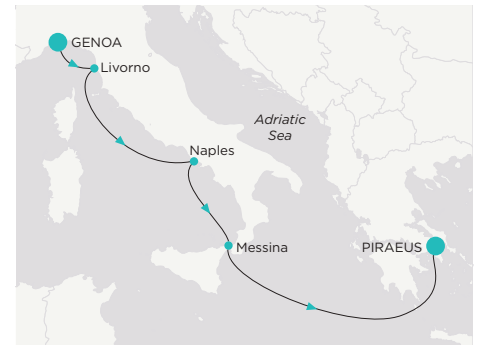 GENOA
Livorno
Adriatic
Sea
Naples
Messina
PIRAEUS